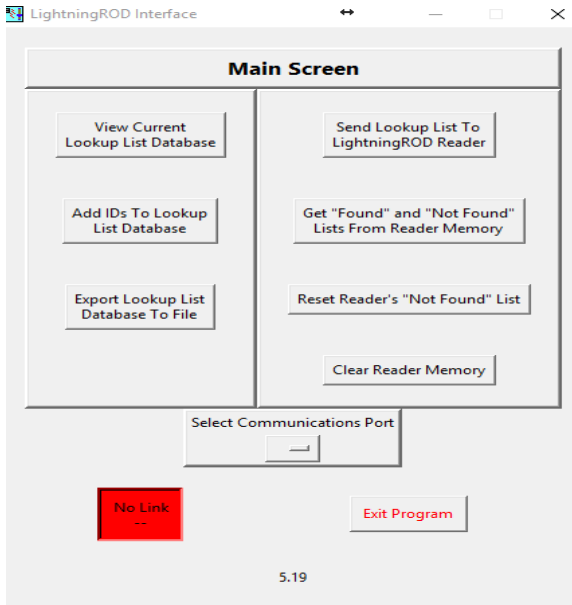 LightningROD Interface
Main Screen
View Current
Lookup List Database
Add IDs To Lookup
List Database
Export Lookup List
Database To File
Send Lookup List To
LightningROD Reader
Get "Found" and "Not Found"
Lists From Reader Memory
Reset Reader's "Not Found" List
Clear Reader Memory
Select Communications Port
No Link
--
Exit Program
5.19